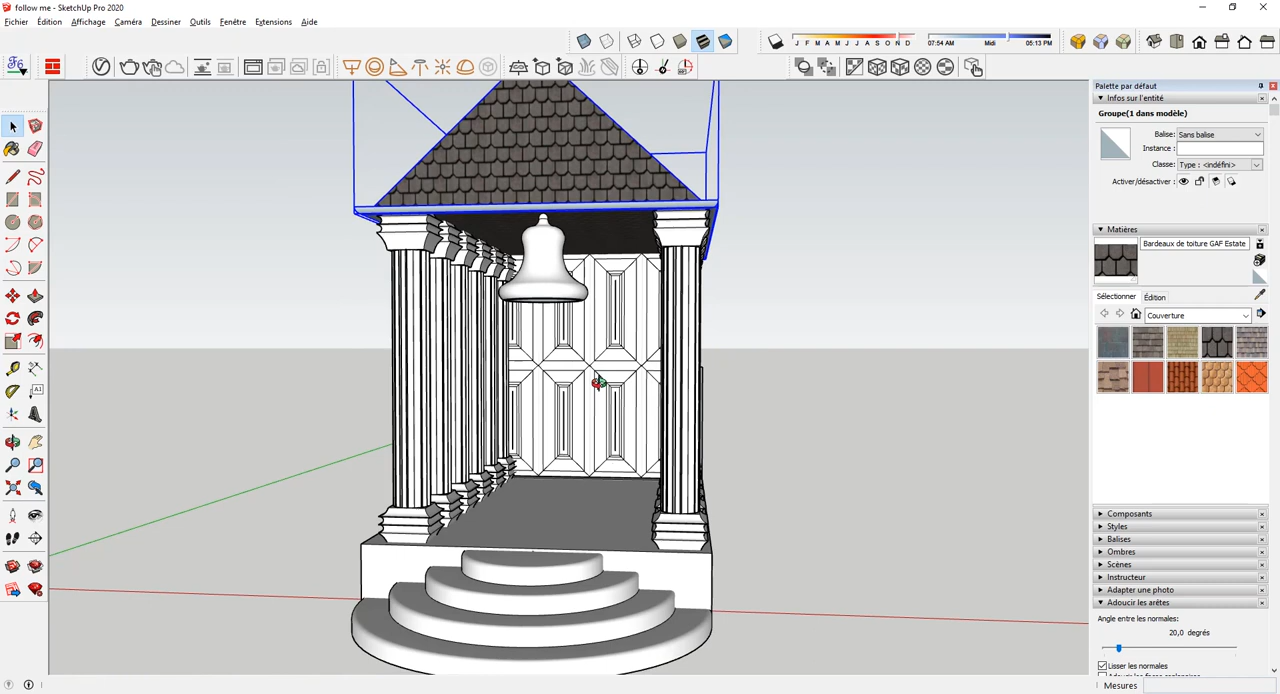 follow me - SketchUp Pro 2020
Fichier Édition Affichage Caméra Dessiner Outils Fenêtre Extensions Aide
J F M A M J J A S O N D
07:54 AM Midi 05:13 PM
Palette par défaut
Infos sur l'entité
Groupe(1 dans modèle)
Balise: Sans balise
Instance :
Classe: Type : <indéfini>
Activer/désactiver :
Matières
Bardeaux de toiture GAF Estate
Sélectionner Édition
Couverture
Composants
Styles
Balises
Ombres
Scènes
Instructeur
Adapter une photo
Adoucir les arêtes
Angle entre les normales:
20,0 degrés
Lisser les normales
Mesures